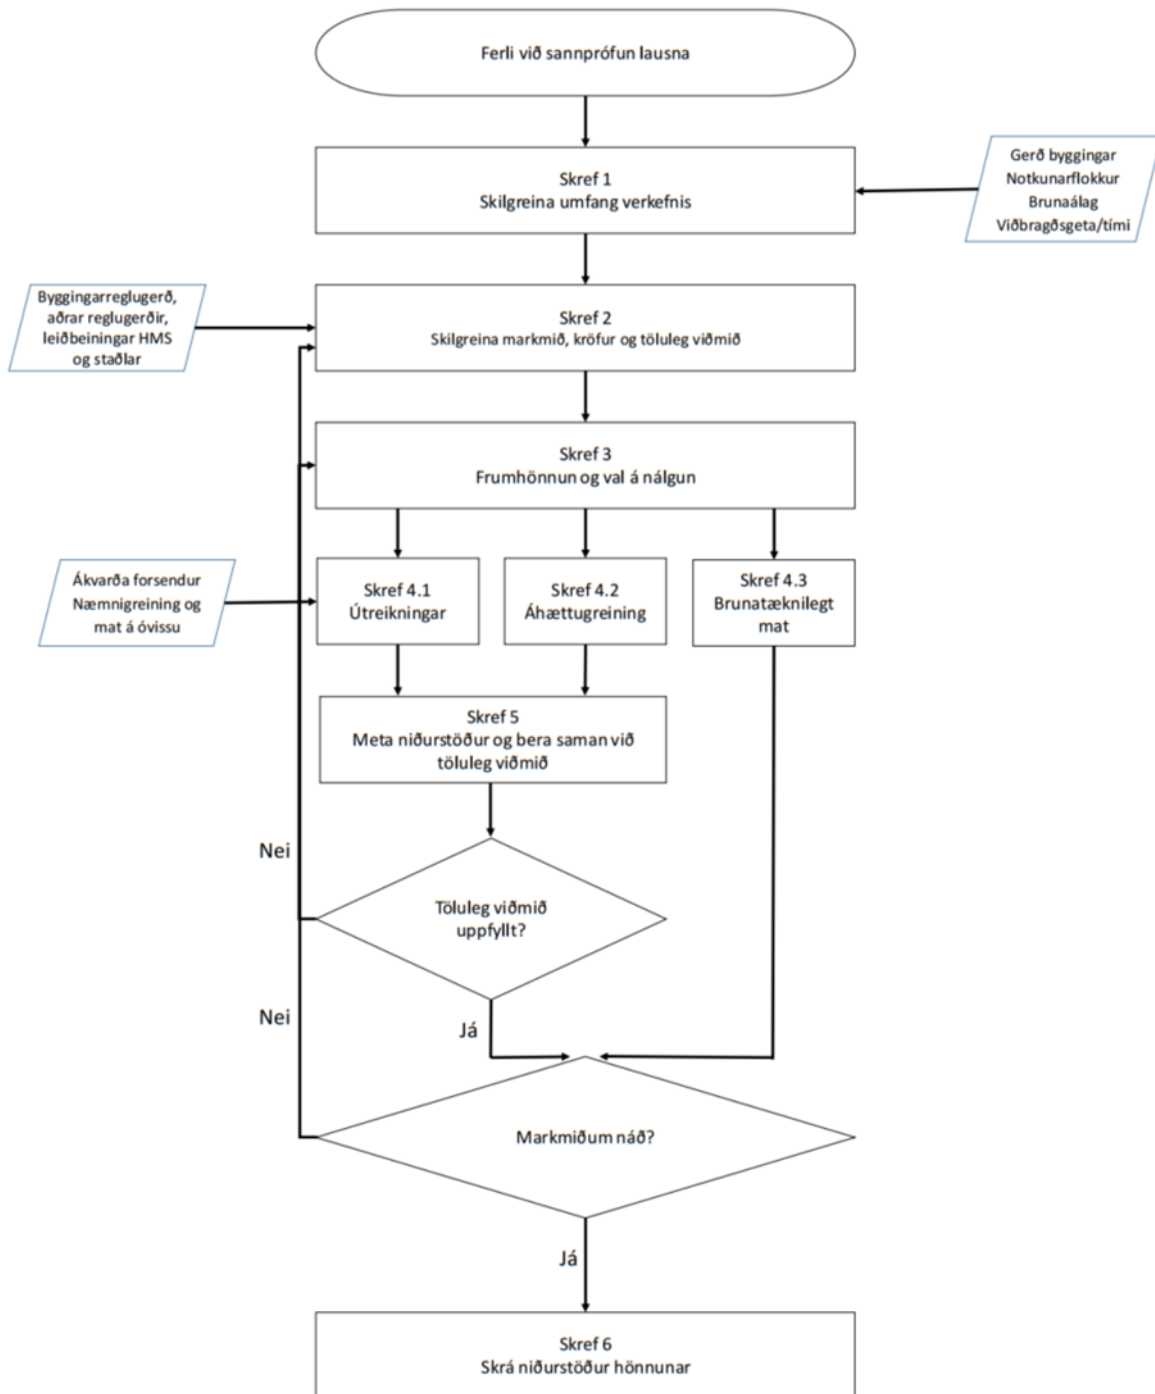 Ferli við sannprófun lausna
Skref 1
Skilgreina umfang verkefnis
Gerð byggingar
Notkunarflokkur
Brunaálag
Viðbragðsgeta/tími
Byggingarreglugerð,
aðrar reglugerðir,
leiðbeiningar HMS
og staðlar
Skref 2
Skilgreina markmið, kröfur og töluleg viðmið
Skref 3
Frumhönnun og val á nálgun
Ákvarða forsendur
Næmnigreining og
mat á óvissu
Skref 4.1
Útreikningar
Skref 4.2
Áhættugreining
Skref 4.3
Brunatæknilegt
mat
Skref 5
Meta niðurstöður og bera saman við
töluleg viðmið
Nei
Töluleg viðmið
uppfyllt?
Nei
Já
Markmiðum náð?
Já
Skref 6
Skrá niðurstöður hönnunar